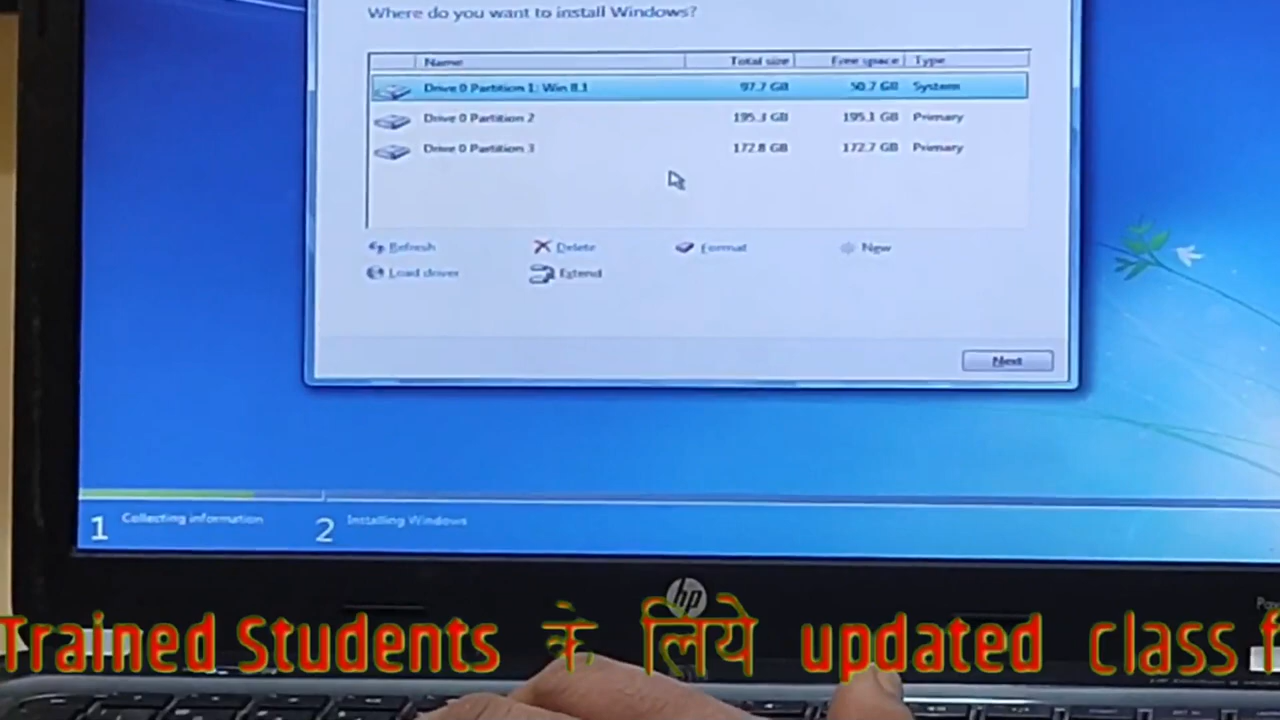 Where do you want to install Windows?
Name Total size Free space Type
Drive 0 Partition 1: Win 8.1 97.7 GB 50.7 GB System
Drive 0 Partition 2 195.3 GB 195.1 GB Primary
Drive 0 Partition 3 172.8 GB 172.7 GB Primary
Refresh Delete Format New
Load driver Extend
Next
1 Collecting information 2 Installing Windows
hp
Trained Students के लिये updated class f